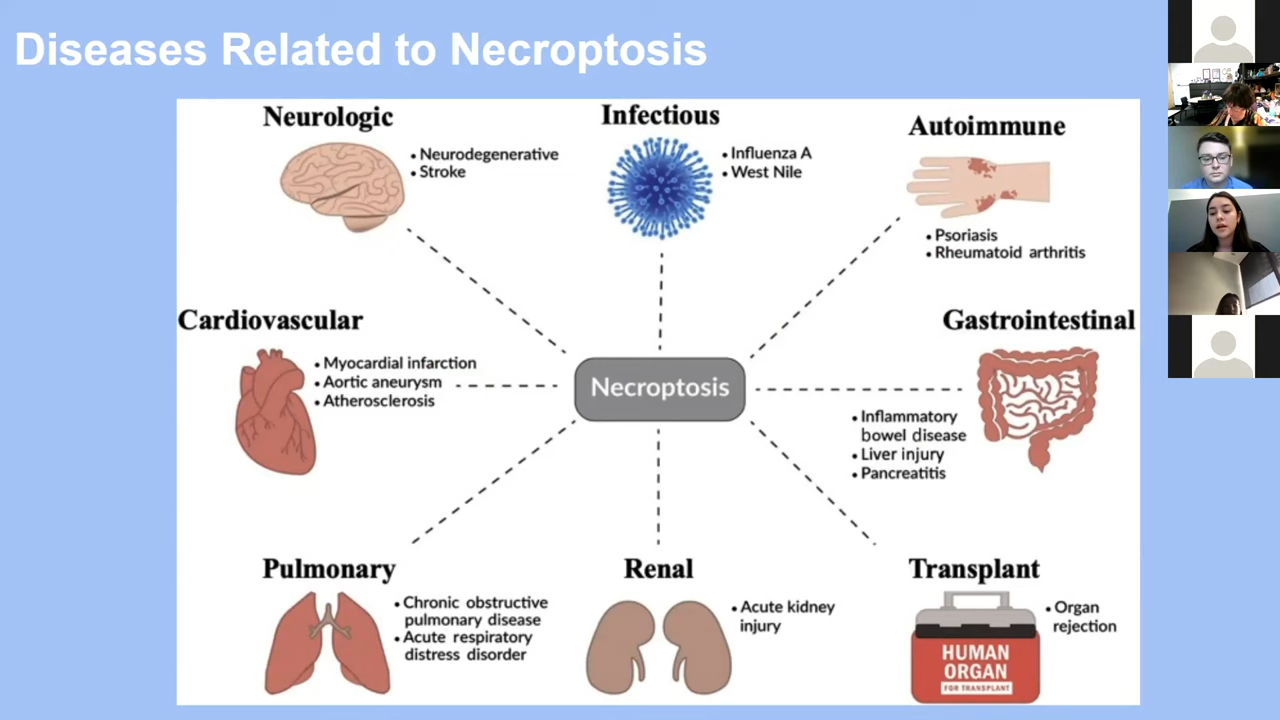 Diseases Related to Necroptosis
Neurologic
• Neurodegenerative
• Stroke
Infectious
• Influenza A
• West Nile
Autoimmune
• Psoriasis
• Rheumatoid arthritis
Cardiovascular
• Myocardial infarction
• Aortic aneurysm
• Atherosclerosis
Necroptosis
Gastrointestinal
• Inflammatory
bowel disease
• Liver injury
• Pancreatitis
Pulmonary
• Chronic obstructive
pulmonary disease
• Acute respiratory
distress disorder
Renal
• Acute kidney
injury
Transplant
• Organ
rejection
HUMAN
ORGAN
FOR TRANSPLANT